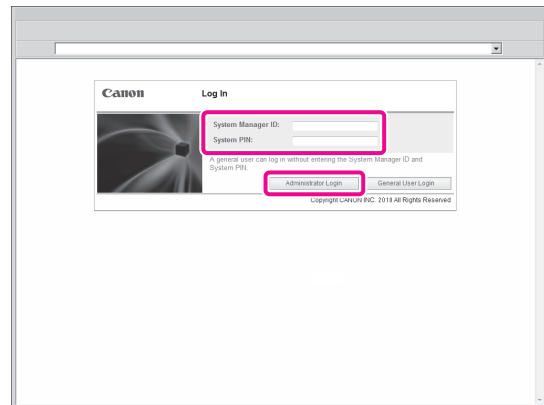 Canon
Log In
System Manager ID:
System PIN:
A general user can log in without entering the System Manager ID and
System PIN.
Administrator Login
General User Login
Copyright CANON INC. 2018 All Rights Reserved